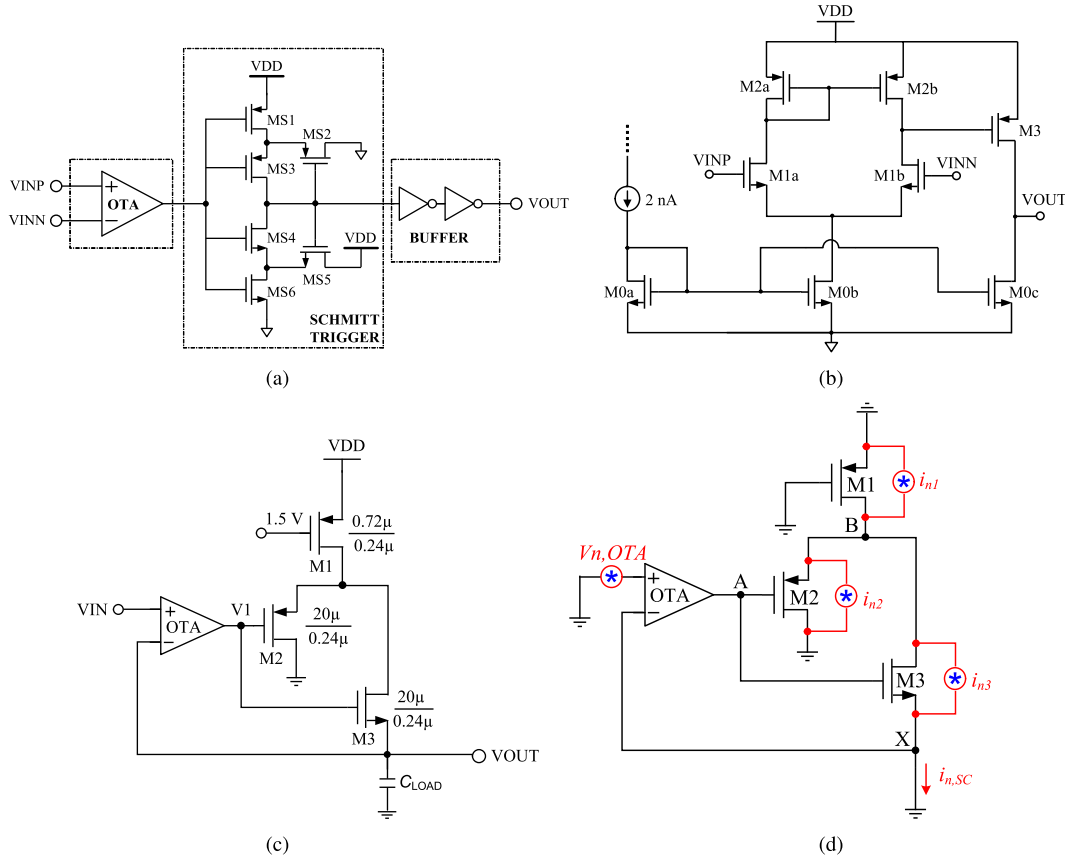 VDD
MS1
MS2
MS3
VINP
+
OTA
VINN
−
VOUT
MS4
BUFFER
VDD
MS5
MS6
SCHMITT
TRIGGER
(a)
VDD
M2a
M2b
M3
VINP
M1a
M1b
VINN
2 nA
VOUT
M0a
M0b
M0c
(b)
VDD
1.5 V
0.72μ
0.24μ
M1
VIN
+
V1
OTA
−
20μ
0.24μ
M2
20μ
0.24μ
M3
VOUT
CLOAD
(c)
M1
* in1
B
Vn,OTA
*
+
A
OTA
−
M2
* in2
M3
* in3
X
in,SC
(d)